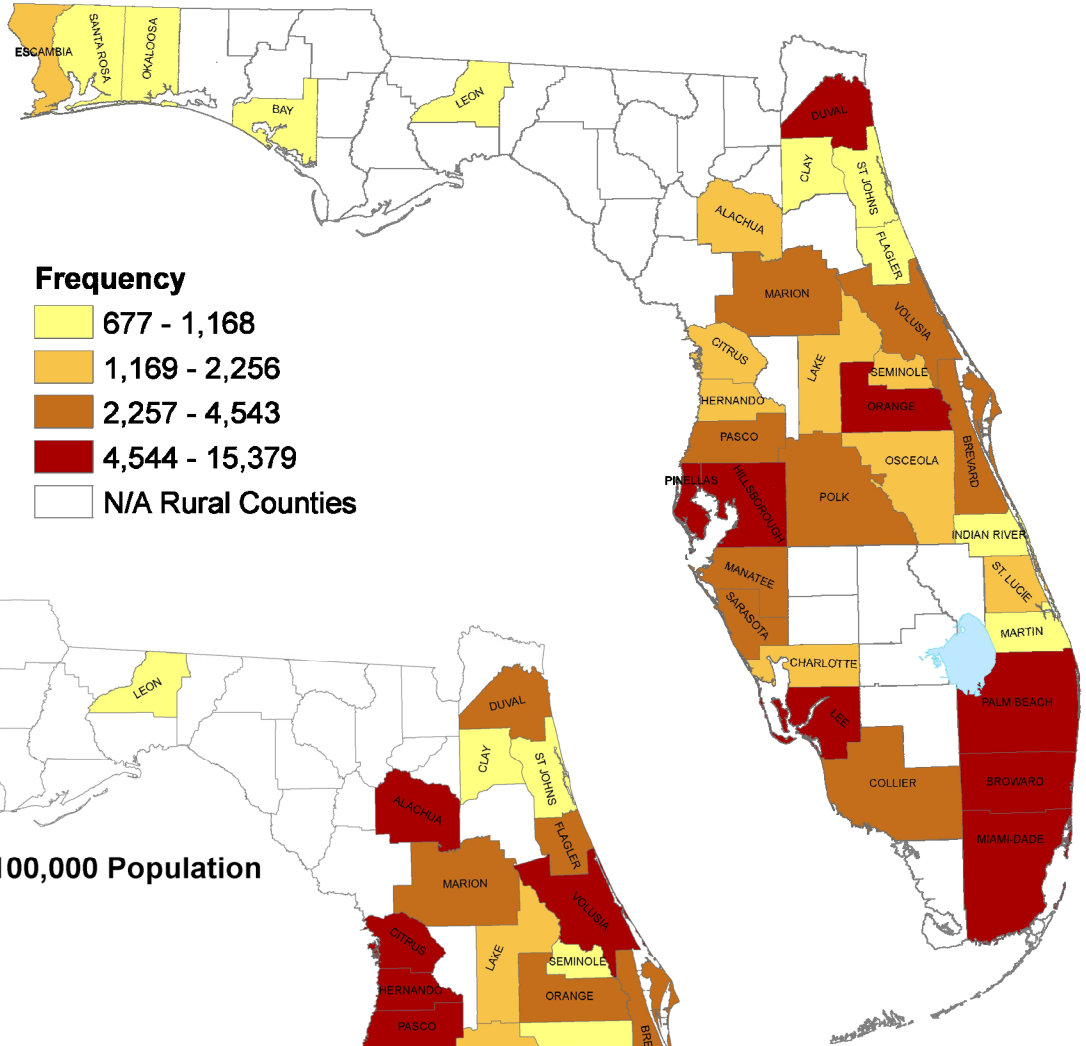 ESCAMBIA
SANTA ROSA
OKALOOSA
BAY
LEON
DUVAL
CLAY
ST JOHNS
FLAGLER
ALACHUA
MARION
VOLUSIA
CITRUS
LAKE
SEMINOLE
HERNANDO
ORANGE
PASCO
OSCEOLA
BREVARD
PINELLAS
HILLSBOROUGH
POLK
INDIAN RIVER
MANATEE
ST. LUCIE
SARASOTA
MARTIN
CHARLOTTE
LEE
PALM BEACH
COLLIER
BROWARD
MIAMI-DADE
Frequency
677 - 1,168
1,169 - 2,256
2,257 - 4,543
4,544 - 15,379
N/A Rural Counties
LEON
DUVAL
CLAY
ST JOHNS
ALACHUA
FLAGLER
100,000 Population
MARION
VOLUSIA
CITRUS
LAKE
SEMINOLE
HERNANDO
ORANGE
PASCO
BRE